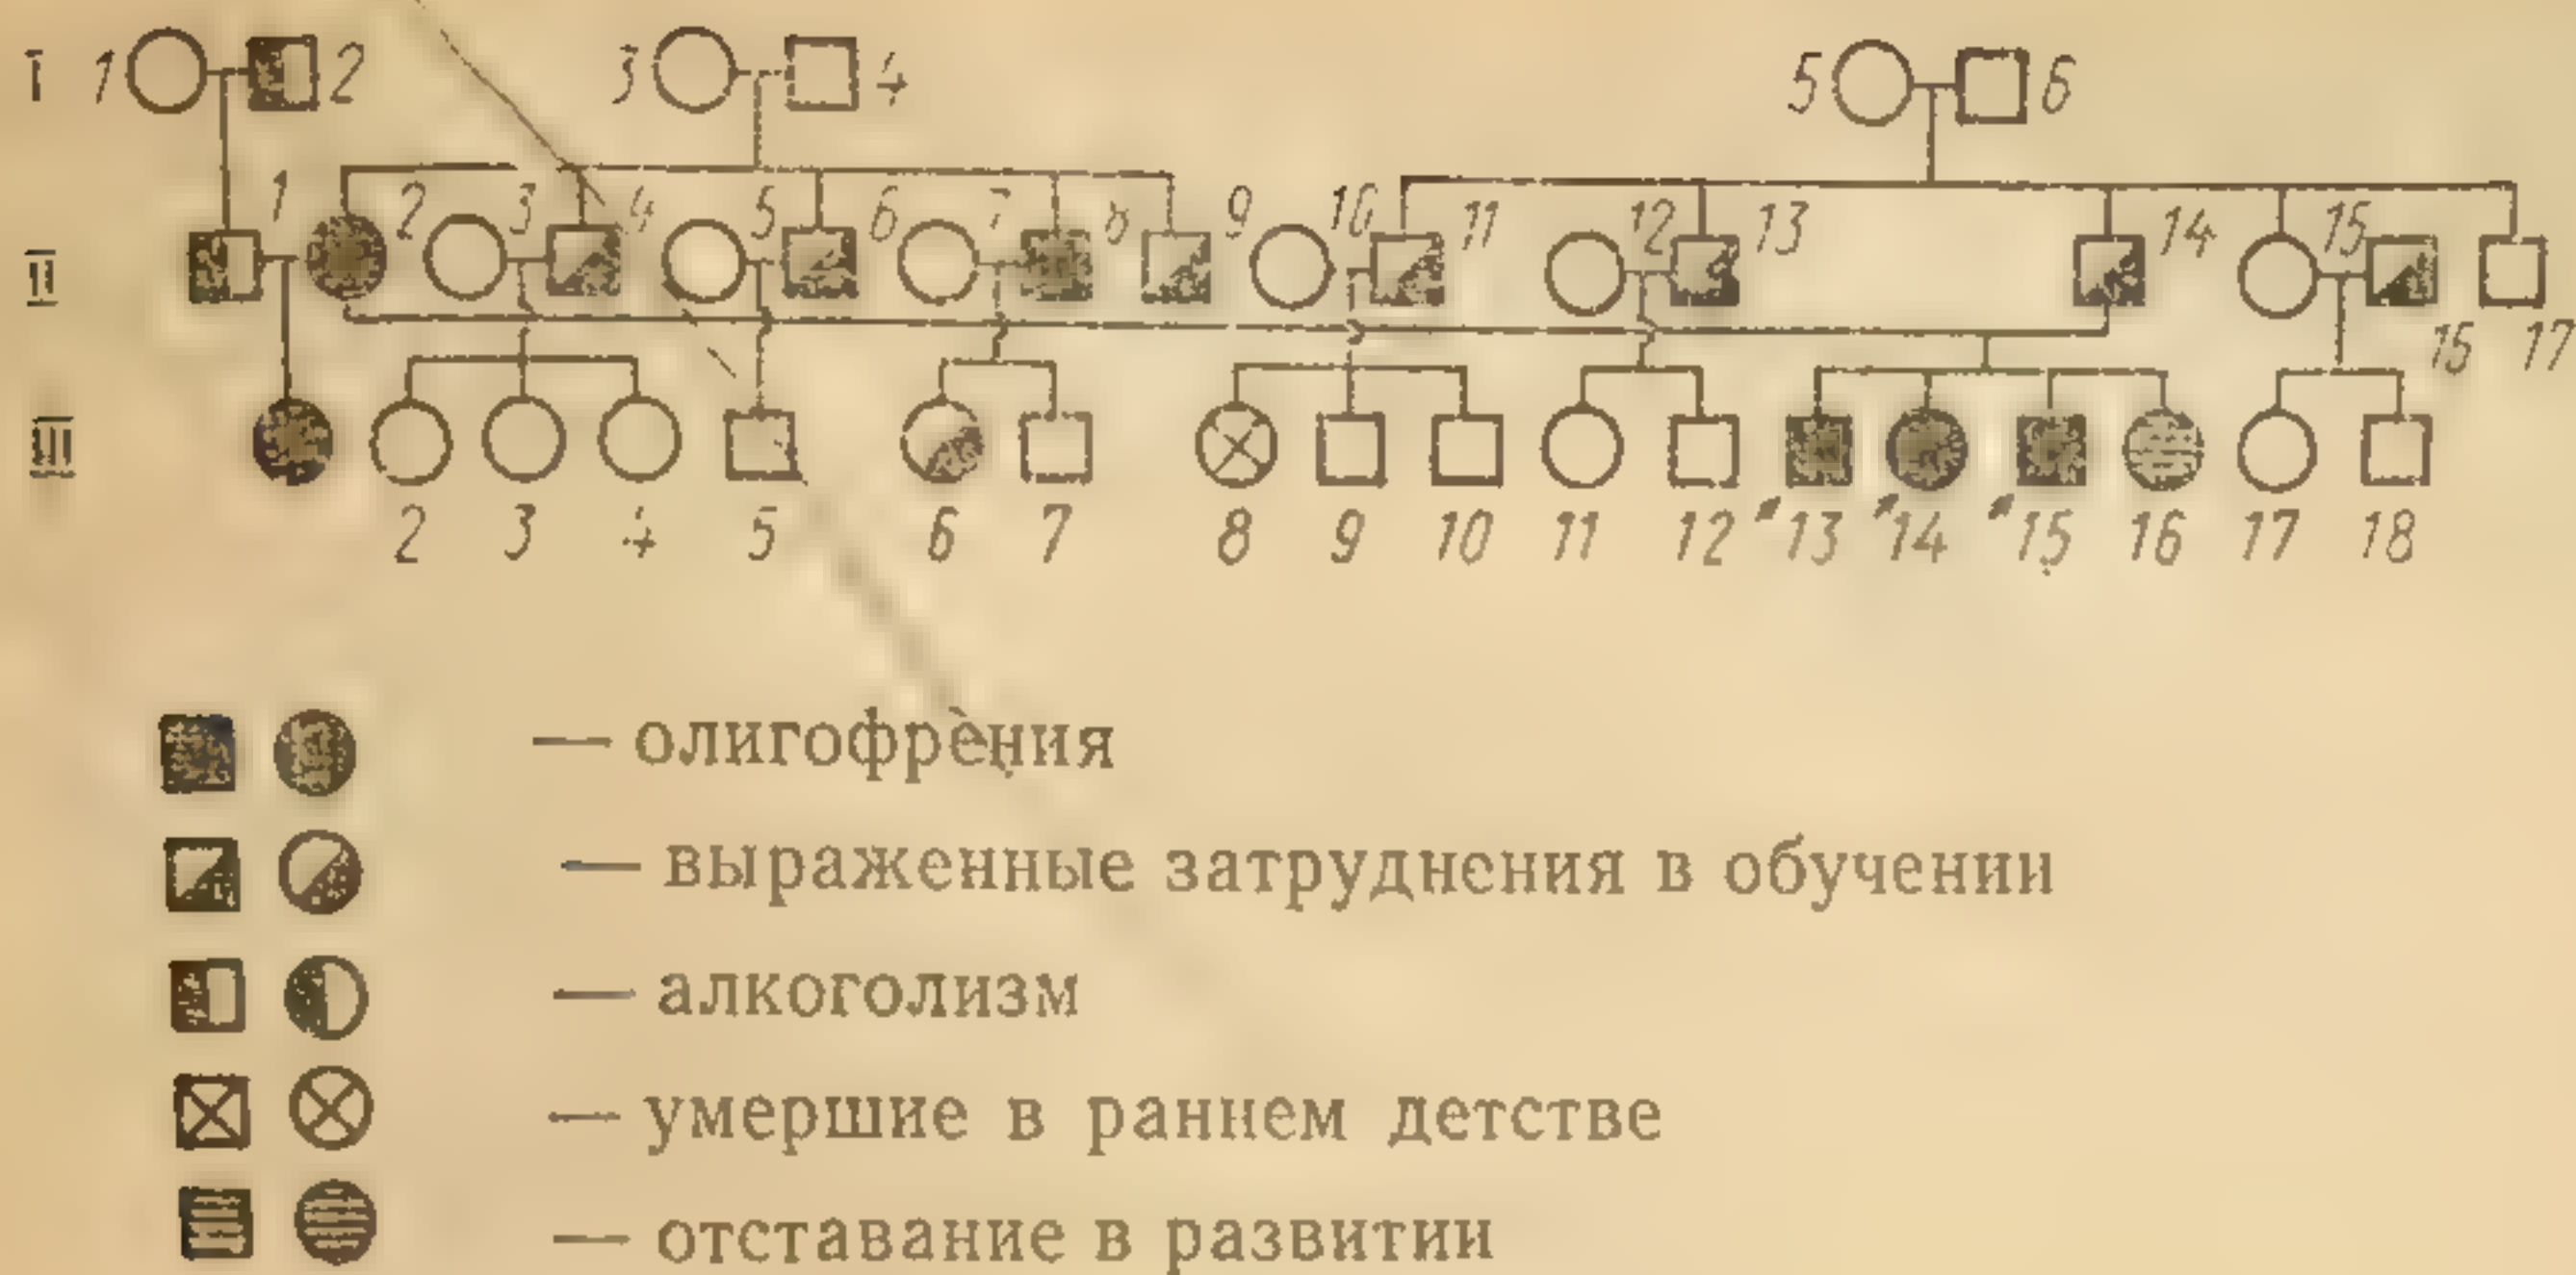 I 1 2 3 4 5 6
II 1 2 3 4 5 6 7 8 9 10 11 12 13 14 15 16 17
III 2 3 4 5 6 7 8 9 10 11 12 13 14 15 16 17 18
— олигофрения
— выраженные затруднения в обучении
— алкоголизм
— умершие в раннем детстве
— отставание в развитии